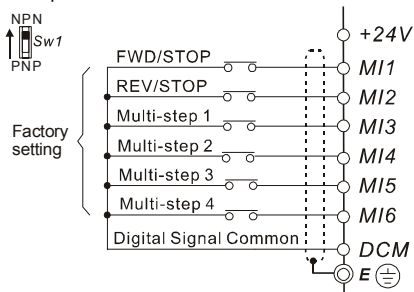 NPN
Sw1
PNP
+24V
FWD/STOP MI1
REV/STOP MI2
Multi-step 1 MI3
Factory setting
Multi-step 2 MI4
Multi-step 3 MI5
Multi-step 4 MI6
Digital Signal Common DCM
E